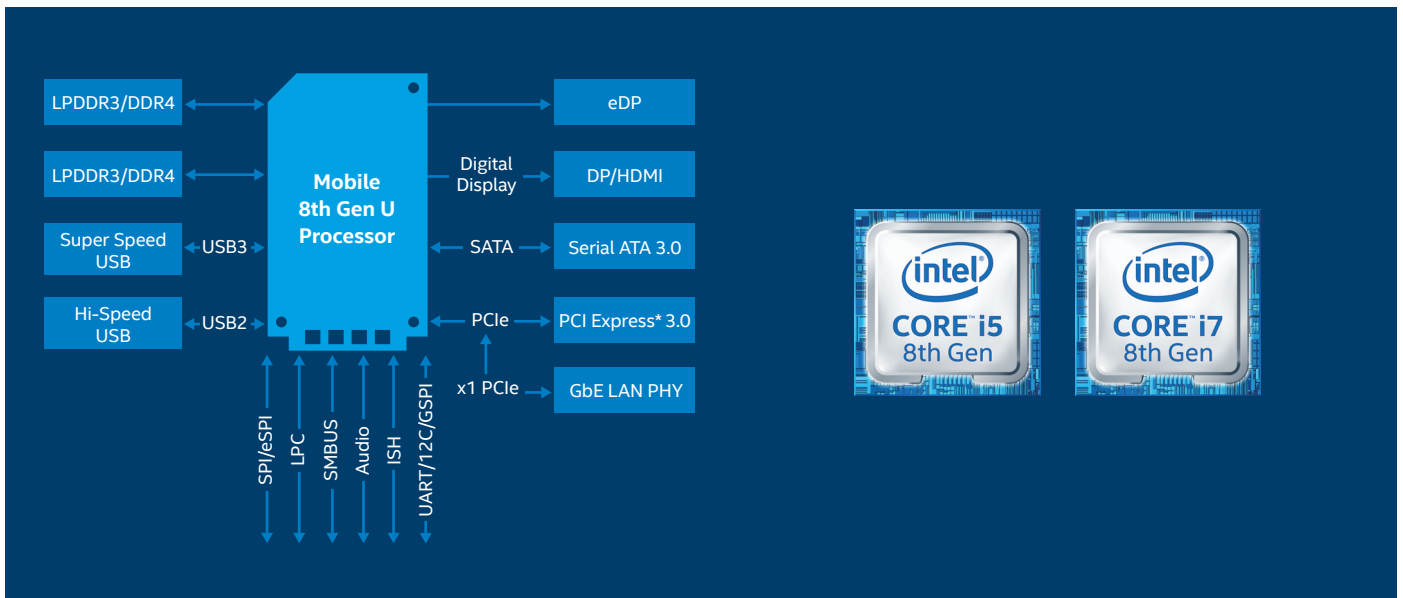 LPDDR3/DDR4
LPDDR3/DDR4
Super Speed
USB
USB3
Hi-Speed
USB
USB2
Mobile
8th Gen U
Processor
eDP
Digital
Display
DP/HDMI
SATA
Serial ATA 3.0
PCIe
PCI Express* 3.0
x1 PCIe
GbE LAN PHY
SPI/eSPI
LPC
SMBUS
Audio
ISH
UART/12C/GSPI
intel®
CORE™ i5
8th Gen
intel®
CORE™ i7
8th Gen